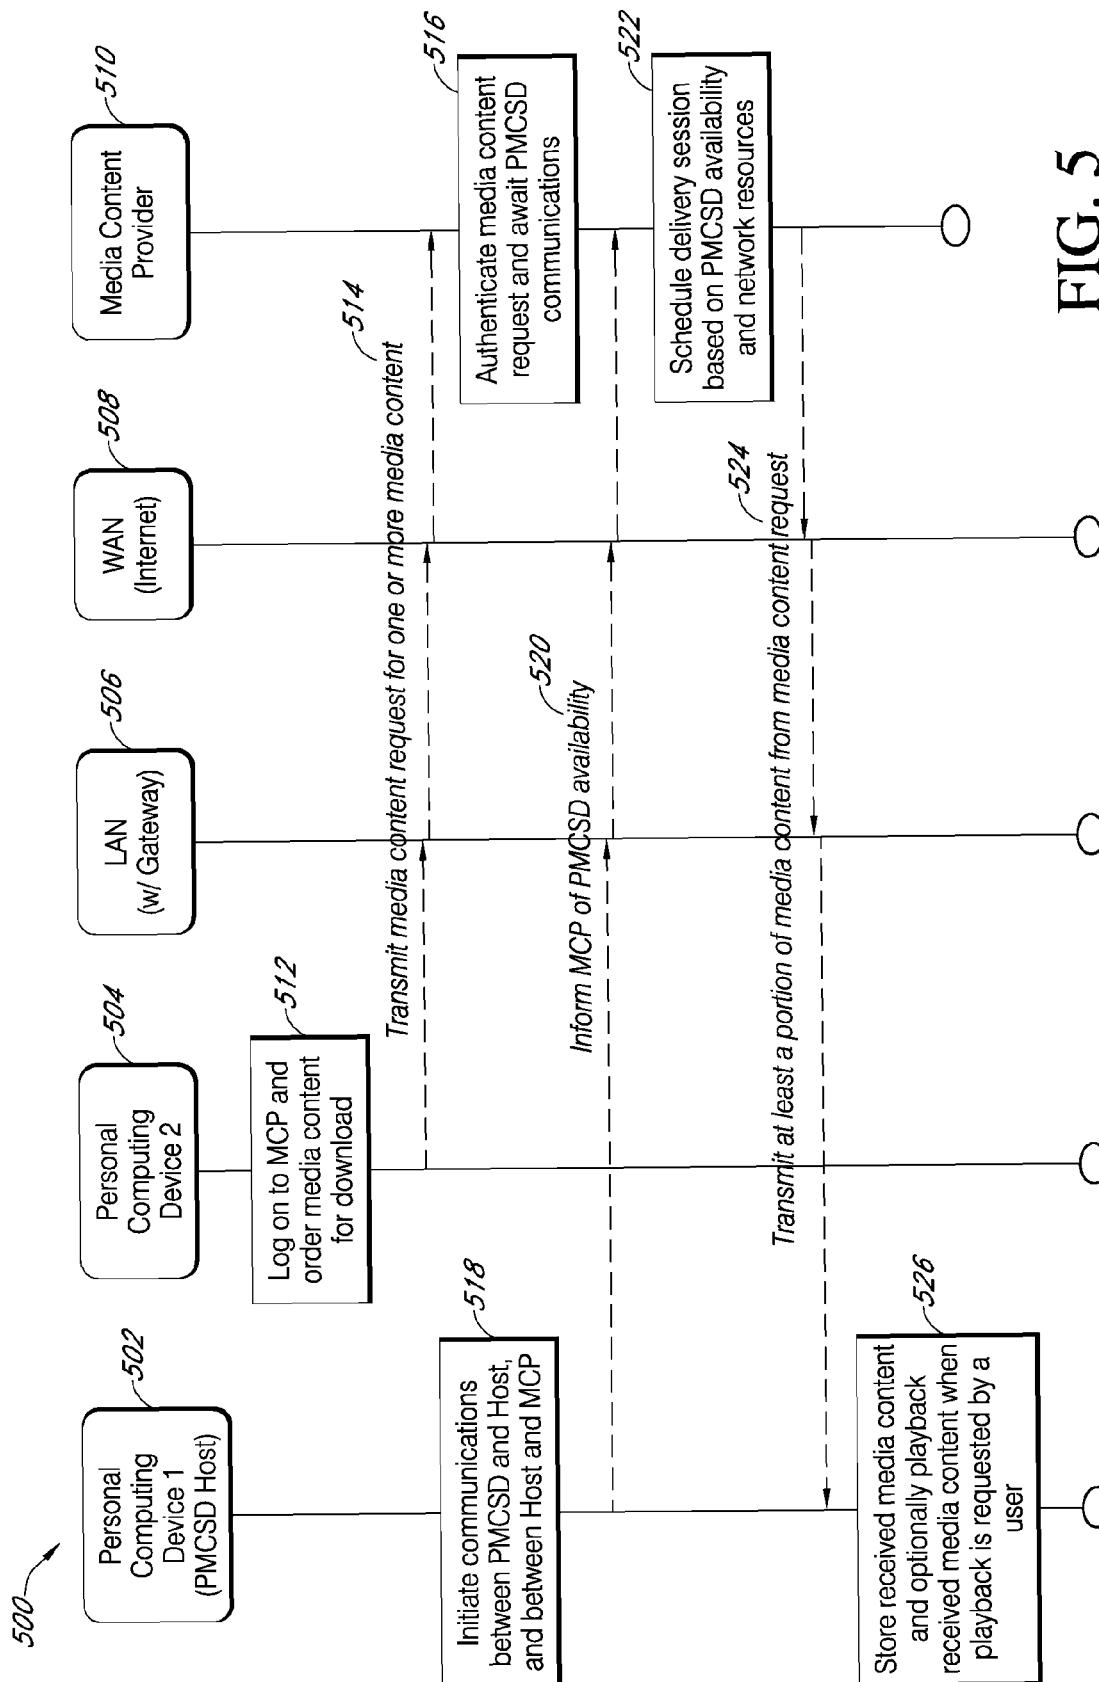 500
502
Personal
Computing
Device 1
(PMCSD Host)
504
Personal
Computing
Device 2
506
LAN
(w/ Gateway)
508
WAN
(Internet)
510
Media Content
Provider
512
Log on to MCP and
order media content
for download
514
Transmit media content request for one or more media content
516
Authenticate media content
request and await PMCSD
communications
518
Initiate communications
between PMCSD and Host,
and between Host and MCP
520
Inform MCP of PMCSD availability
522
Schedule delivery session
based on PMCSD availability
and network resources
524
Transmit at least a portion of media content from media content request
526
Store received media content
and optionally playback
received media content when
playback is requested by a
user
FIG. 5